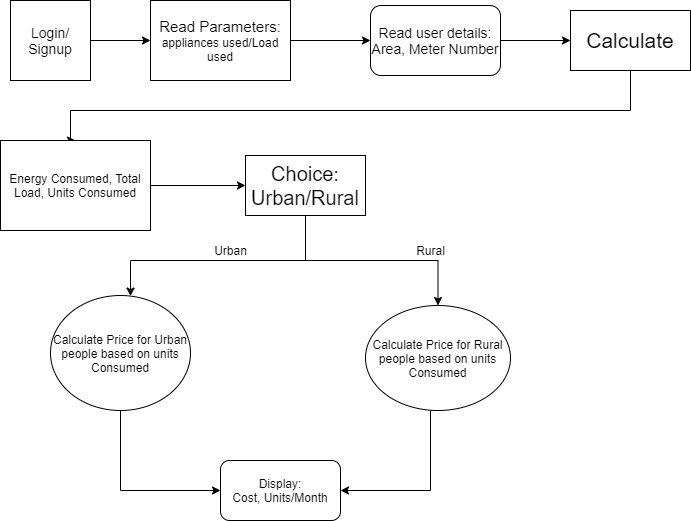 Login/
Signup
Read Parameters:
appliances used/Load
used
Read user details:
Area, Meter Number
Calculate
Energy Consumed, Total
Load, Units Consumed
Choice:
Urban/Rural
Urban
Rural
Calculate Price for Urban
people based on units
Consumed
Calculate Price for Rural
people based on units
Consumed
Display:
Cost, Units/Month